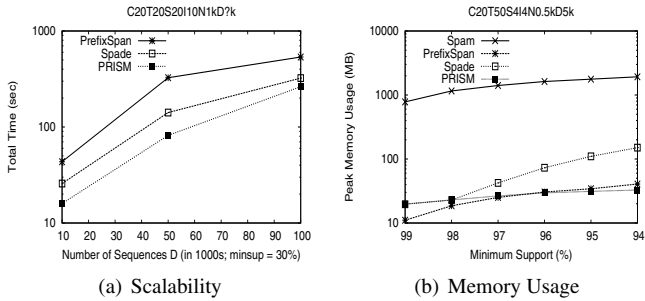 C20T20S20I10N1kD?k
1000
100
10
Total Time (sec)
PrefixSpan
Spade
PRISM
10 20 30 40 50 60 70 80 90 100
Number of Sequences D (in 1000s; minsup = 30%)
(a) Scalability
C20T50S4I4N0.5kD5k
10000
1000
100
10
Peak Memory Usage (MB)
Spam
PrefixSpan
Spade
PRISM
99 98 97 96 95 94
Minimum Support (%)
(b) Memory Usage